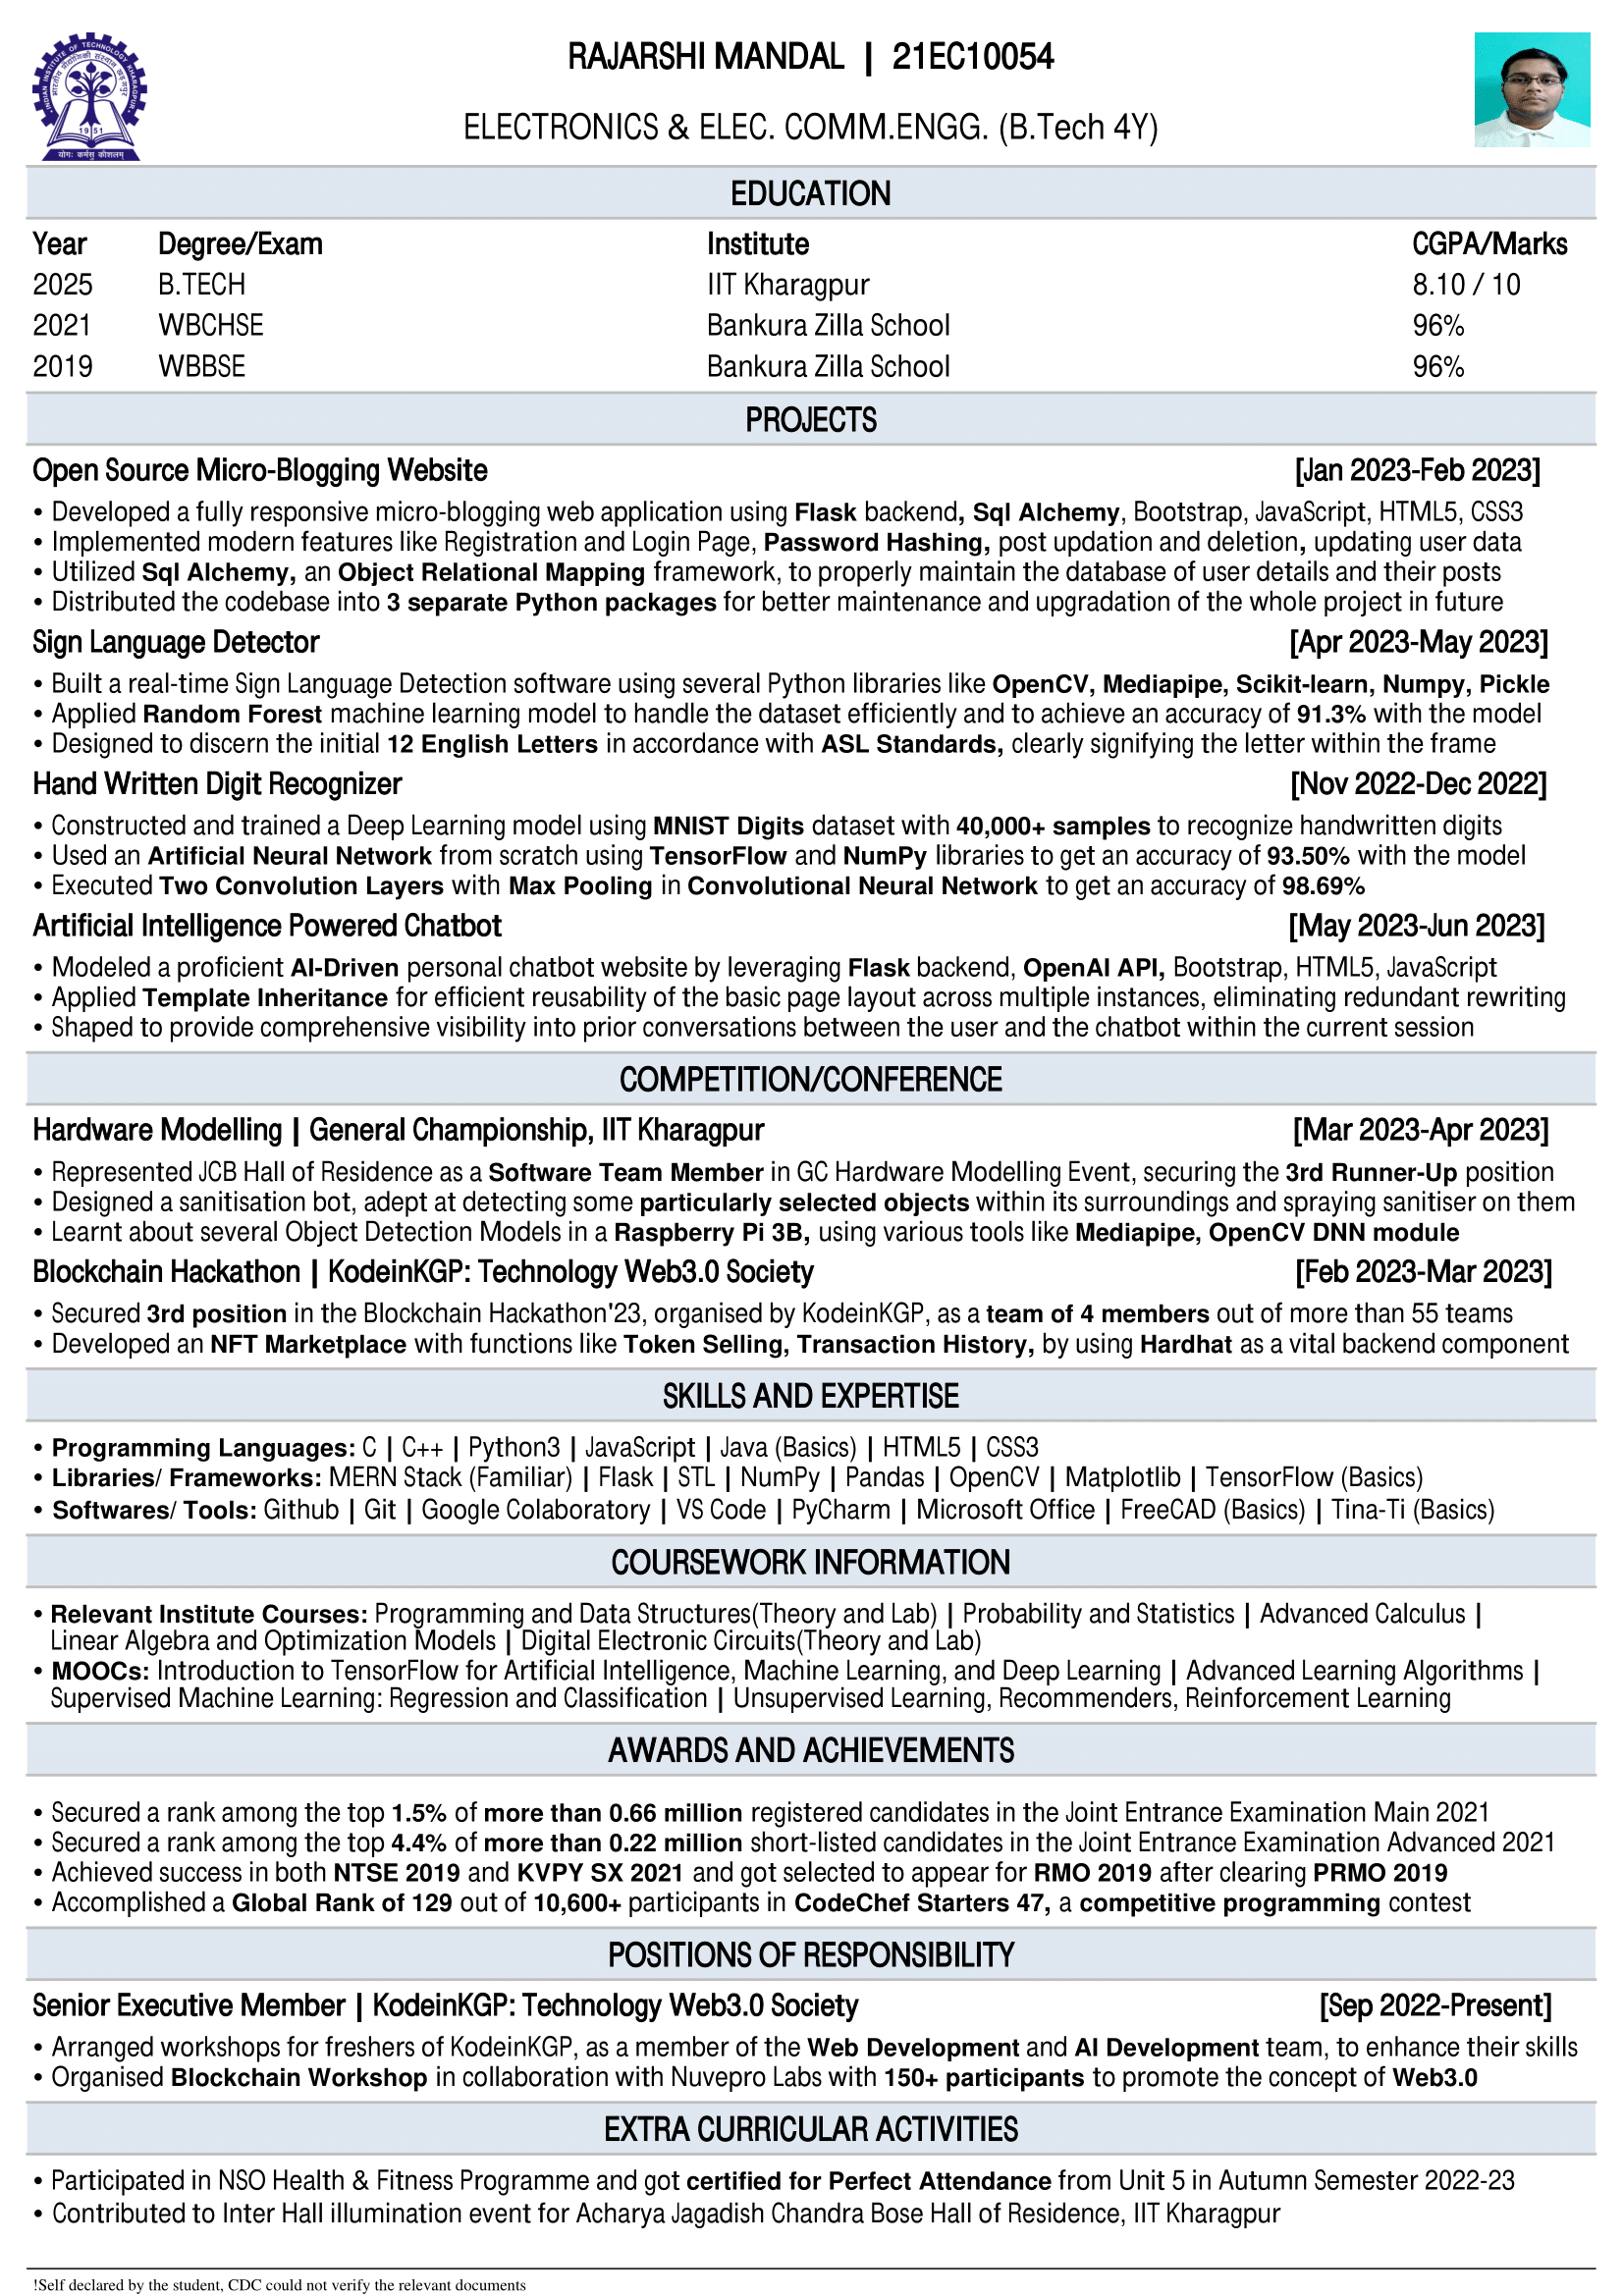 INDIAN INSTITUTE OF TECHNOLOGY KHARAGPUR
भारतीय प्रौद्योगिकी संस्थान खड़गपुर
1951
योगः कर्मसु कौशलम्
RAJARSHI MANDAL | 21EC10054
ELECTRONICS & ELEC. COMM.ENGG. (B.Tech 4Y)
EDUCATION
Year Degree/Exam Institute CGPA/Marks
2025 B.TECH IIT Kharagpur 8.10 / 10
2021 WBCHSE Bankura Zilla School 96%
2019 WBBSE Bankura Zilla School 96%
PROJECTS
Open Source Micro-Blogging Website [Jan 2023-Feb 2023]
• Developed a fully responsive micro-blogging web application using Flask backend, Sql Alchemy, Bootstrap, JavaScript, HTML5, CSS3
• Implemented modern features like Registration and Login Page, Password Hashing, post updation and deletion, updating user data
• Utilized Sql Alchemy, an Object Relational Mapping framework, to properly maintain the database of user details and their posts
• Distributed the codebase into 3 separate Python packages for better maintenance and upgradation of the whole project in future
Sign Language Detector [Apr 2023-May 2023]
• Built a real-time Sign Language Detection software using several Python libraries like OpenCV, Mediapipe, Scikit-learn, Numpy, Pickle
• Applied Random Forest machine learning model to handle the dataset efficiently and to achieve an accuracy of 91.3% with the model
• Designed to discern the initial 12 English Letters in accordance with ASL Standards, clearly signifying the letter within the frame
Hand Written Digit Recognizer [Nov 2022-Dec 2022]
• Constructed and trained a Deep Learning model using MNIST Digits dataset with 40,000+ samples to recognize handwritten digits
• Used an Artificial Neural Network from scratch using TensorFlow and NumPy libraries to get an accuracy of 93.50% with the model
• Executed Two Convolution Layers with Max Pooling in Convolutional Neural Network to get an accuracy of 98.69%
Artificial Intelligence Powered Chatbot [May 2023-Jun 2023]
• Modeled a proficient AI-Driven personal chatbot website by leveraging Flask backend, OpenAI API, Bootstrap, HTML5, JavaScript
• Applied Template Inheritance for efficient reusability of the basic page layout across multiple instances, eliminating redundant rewriting
• Shaped to provide comprehensive visibility into prior conversations between the user and the chatbot within the current session
COMPETITION/CONFERENCE
Hardware Modelling | General Championship, IIT Kharagpur [Mar 2023-Apr 2023]
• Represented JCB Hall of Residence as a Software Team Member in GC Hardware Modelling Event, securing the 3rd Runner-Up position
• Designed a sanitisation bot, adept at detecting some particularly selected objects within its surroundings and spraying sanitiser on them
• Learnt about several Object Detection Models in a Raspberry Pi 3B, using various tools like Mediapipe, OpenCV DNN module
Blockchain Hackathon | KodeinKGP: Technology Web3.0 Society [Feb 2023-Mar 2023]
• Secured 3rd position in the Blockchain Hackathon'23, organised by KodeinKGP, as a team of 4 members out of more than 55 teams
• Developed an NFT Marketplace with functions like Token Selling, Transaction History, by using Hardhat as a vital backend component
SKILLS AND EXPERTISE
• Programming Languages: C | C++ | Python3 | JavaScript | Java (Basics) | HTML5 | CSS3
• Libraries/ Frameworks: MERN Stack (Familiar) | Flask | STL | NumPy | Pandas | OpenCV | Matplotlib | TensorFlow (Basics)
• Softwares/ Tools: Github | Git | Google Colaboratory | VS Code | PyCharm | Microsoft Office | FreeCAD (Basics) | Tina-Ti (Basics)
COURSEWORK INFORMATION
• Relevant Institute Courses: Programming and Data Structures(Theory and Lab) | Probability and Statistics | Advanced Calculus |
Linear Algebra and Optimization Models | Digital Electronic Circuits(Theory and Lab)
• MOOCs: Introduction to TensorFlow for Artificial Intelligence, Machine Learning, and Deep Learning | Advanced Learning Algorithms |
Supervised Machine Learning: Regression and Classification | Unsupervised Learning, Recommenders, Reinforcement Learning
AWARDS AND ACHIEVEMENTS
• Secured a rank among the top 1.5% of more than 0.66 million registered candidates in the Joint Entrance Examination Main 2021
• Secured a rank among the top 4.4% of more than 0.22 million short-listed candidates in the Joint Entrance Examination Advanced 2021
• Achieved success in both NTSE 2019 and KVPY SX 2021 and got selected to appear for RMO 2019 after clearing PRMO 2019
• Accomplished a Global Rank of 129 out of 10,600+ participants in CodeChef Starters 47, a competitive programming contest
POSITIONS OF RESPONSIBILITY
Senior Executive Member | KodeinKGP: Technology Web3.0 Society [Sep 2022-Present]
• Arranged workshops for freshers of KodeinKGP, as a member of the Web Development and AI Development team, to enhance their skills
• Organised Blockchain Workshop in collaboration with Nuvepro Labs with 150+ participants to promote the concept of Web3.0
EXTRA CURRICULAR ACTIVITIES
• Participated in NSO Health & Fitness Programme and got certified for Perfect Attendance from Unit 5 in Autumn Semester 2022-23
• Contributed to Inter Hall illumination event for Acharya Jagadish Chandra Bose Hall of Residence, IIT Kharagpur
!Self declared by the student, CDC could not verify the relevant documents